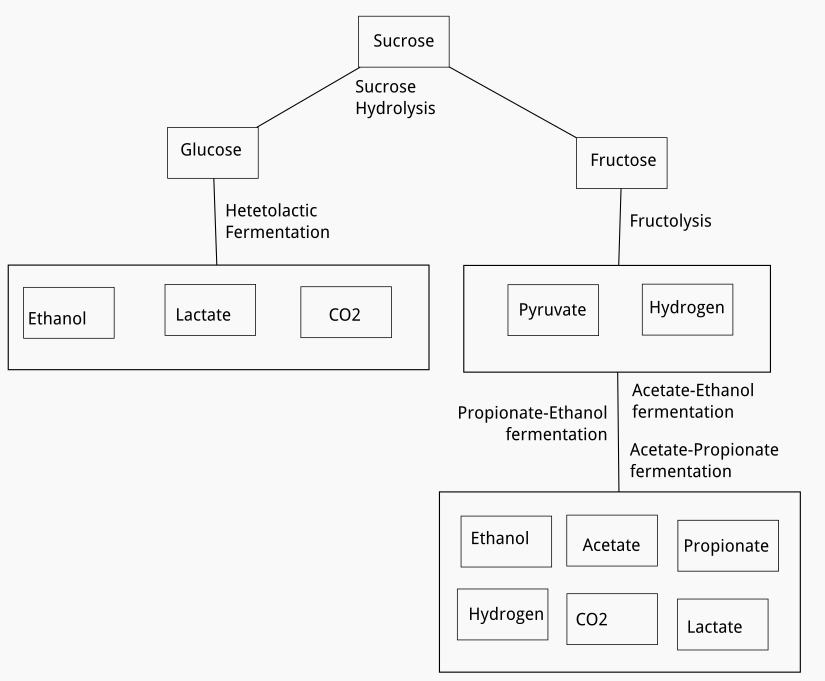 Sucrose
Sucrose
Hydrolysis
Glucose
Fructose
Hetetolactic
Fermentation
Fructolysis
Ethanol
Lactate
CO2
Pyruvate
Hydrogen
Propionate-Ethanol
fermentation
Acetate-Ethanol
fermentation
Acetate-Propionate
fermentation
Ethanol
Acetate
Propionate
Hydrogen
CO2
Lactate